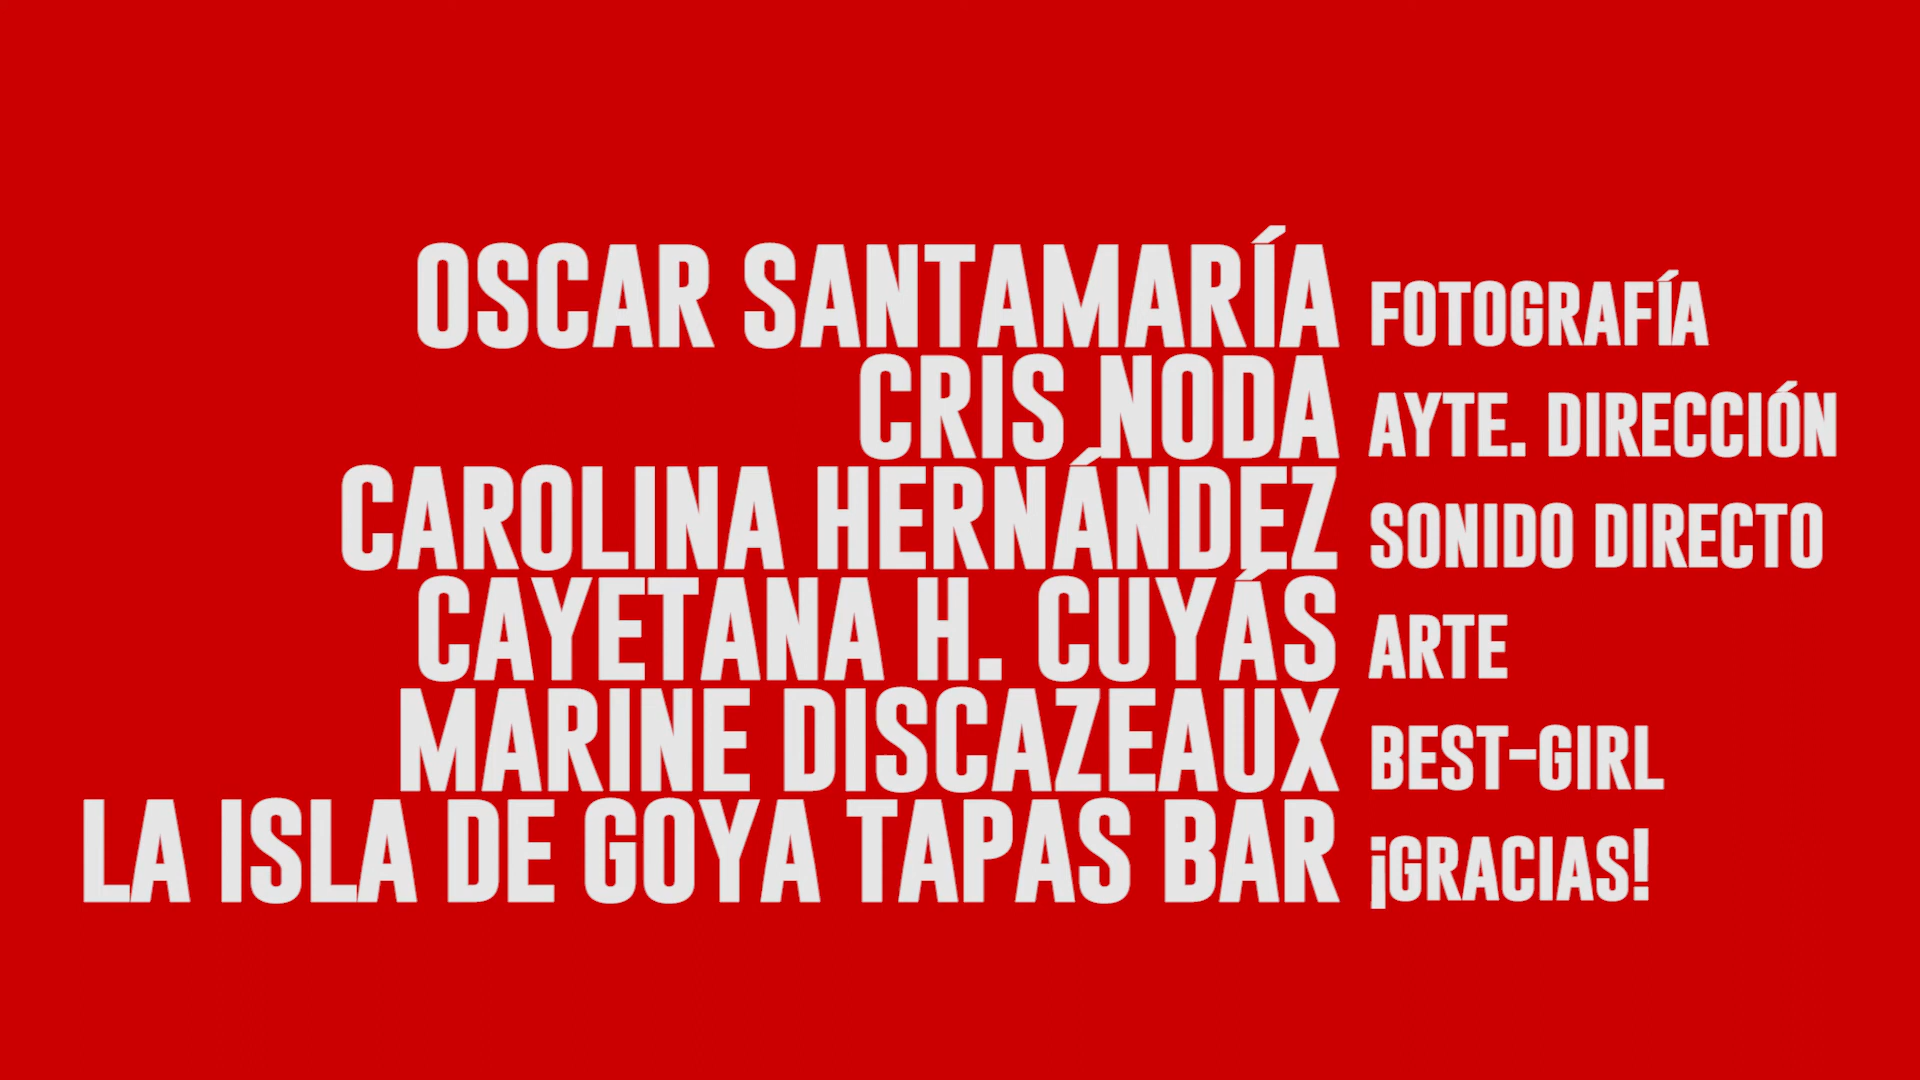 OSCAR SANTAMARÍA FOTOGRAFÍA
CRIS NODA AYTE. DIRECCIÓN
CAROLINA HERNÁNDEZ SONIDO DIRECTO
CAYETANA H. CUYÁS ARTE
MARINE DISCAZEAUX BEST-GIRL
LA ISLA DE GOYA TAPAS BAR ¡GRACIAS!